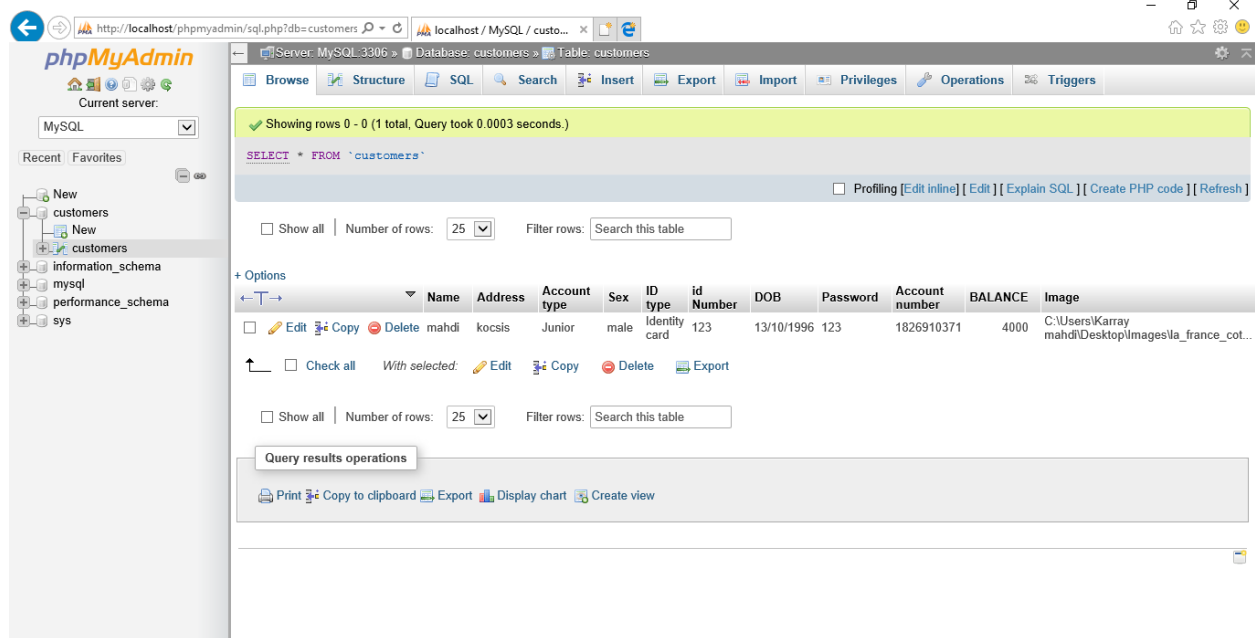 http://localhost/phpmyadmin/sql.php?db=customers
localhost / MySQL / custo...
phpMyAdmin
Current server:
MySQL
Recent Favorites
New
customers
New
customers
information_schema
mysql
performance_schema
sys
Server: MySQL:3306 » Database: customers » Table: customers
Browse Structure SQL Search Insert Export Import Privileges Operations Triggers
Showing rows 0 - 0 (1 total, Query took 0.0003 seconds.)
SELECT * FROM `customers`
Profiling [Edit inline] [ Edit ] [ Explain SQL ] [ Create PHP code ] [ Refresh ]
Show all Number of rows: 25 Filter rows: Search this table
+ Options
←T→ Name Address Account type Sex ID type id Number DOB Password Account number BALANCE Image
Edit Copy Delete mahdi kocsis Junior male Identity card 123 13/10/1996 123 1826910371 4000 C:\Users\Karray mahdi\Desktop\Images\la_france_cot...
Check all With selected: Edit Copy Delete Export
Show all Number of rows: 25 Filter rows: Search this table
Query results operations
Print Copy to clipboard Export Display chart Create view